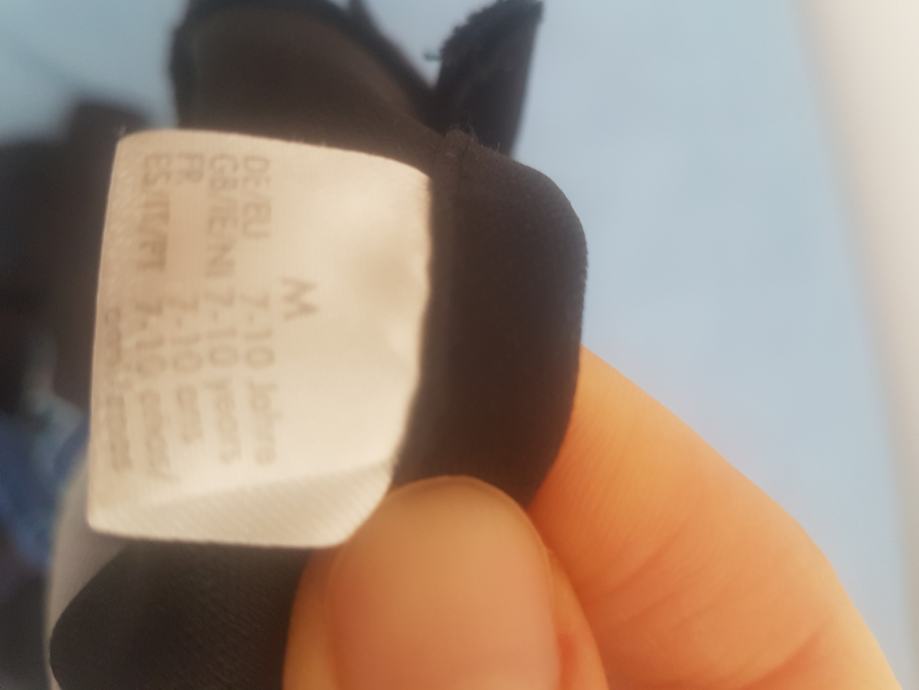 M
DE/EU 7-10 Jahre
GB/IE/NI 7-10 years
FR 7-10 ans
ES/IT/PT 7-10 años/